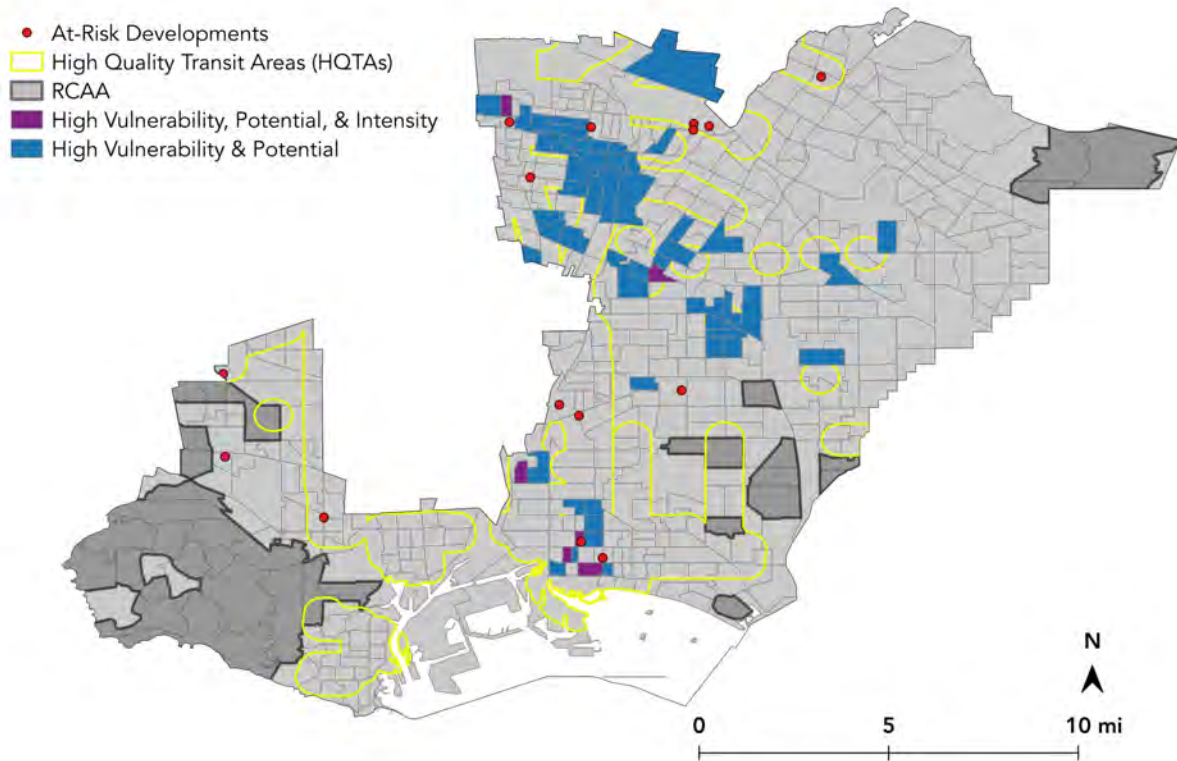 At-Risk Developments
High Quality Transit Areas (HQTAs)
RCAA
High Vulnerability, Potential, & Intensity
High Vulnerability & Potential
N
0 5 10 mi